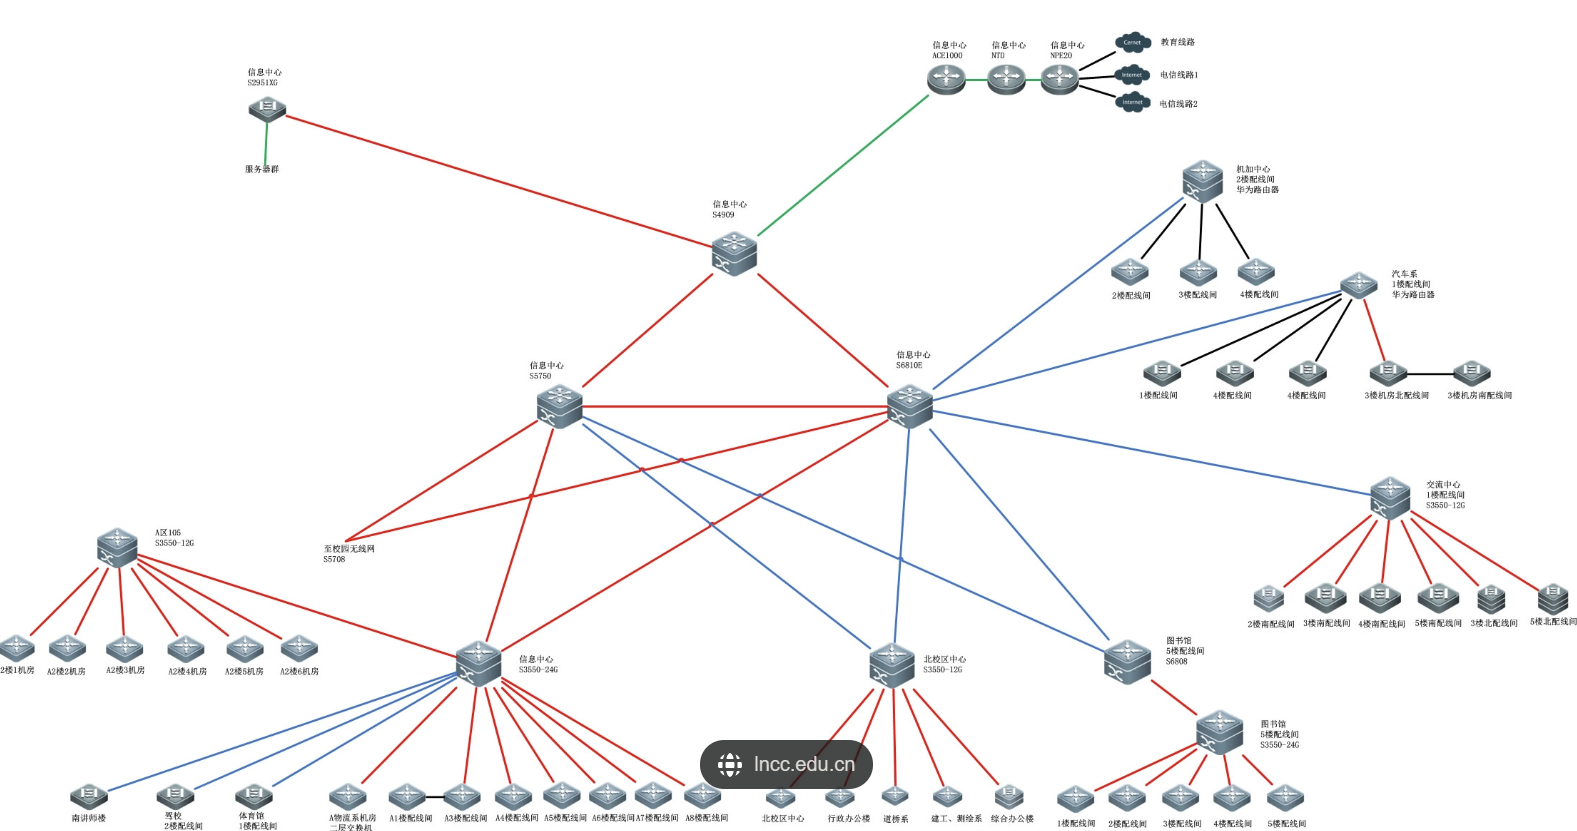 信息中心
ACE1000
信息中心
NTD
信息中心
NPE20
Cernet
教育线路
Internet
电信线路1
Internet
电信线路2
信息中心
S2951XG
服务器群
信息中心
S4909
机加中心
2楼配线间
华为路由器
2楼配线间
3楼配线间
4楼配线间
汽车系
1楼配线间
华为路由器
1楼配线间
4楼配线间
4楼配线间
3楼机房北配线间
3楼机房南配线间
信息中心
S5750
信息中心
S6810E
至校园无线网
S5708
交流中心
1楼配线间
S3550-12G
2楼南配线间
3楼南配线间
4楼南配线间
5楼南配线间
3楼北配线间
5楼北配线间
A区105
S3550-12G
2楼1机房
A2楼2机房
A2楼3机房
A2楼4机房
A2楼5机房
A2楼6机房
信息中心
S3550-24G
北校区中心
S3550-12G
图书馆
5楼配线间
S6808
图书馆
5楼配线间
S3550-24G
南讲师楼
驾校
2楼配线间
体育馆
1楼配线间
A物流系机房
二层交换机
A1楼配线间
A3楼配线间
A4楼配线间
A5楼配线间
A6楼配线间
A7楼配线间
A8楼配线间
北校区中心
行政办公楼
道桥系
建工、测绘系
综合办公楼
1楼配线间
2楼配线间
3楼配线间
4楼配线间
5楼配线间
lncc.edu.cn